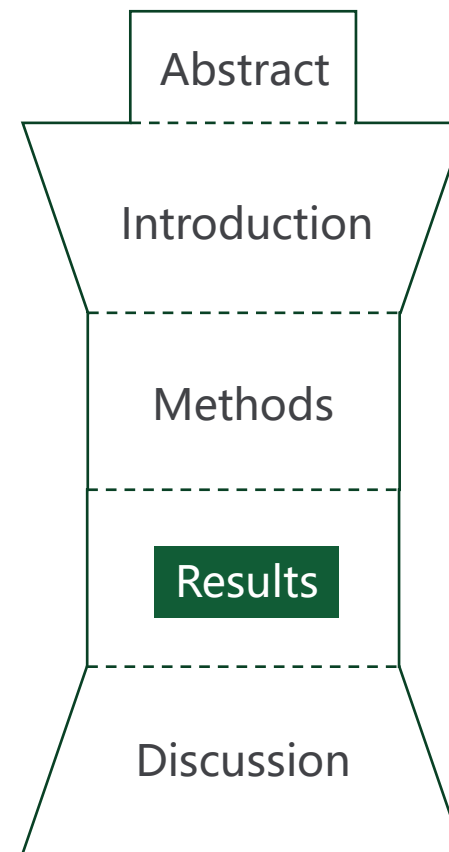 Abstract
Introduction
Methods
Results
Discussion